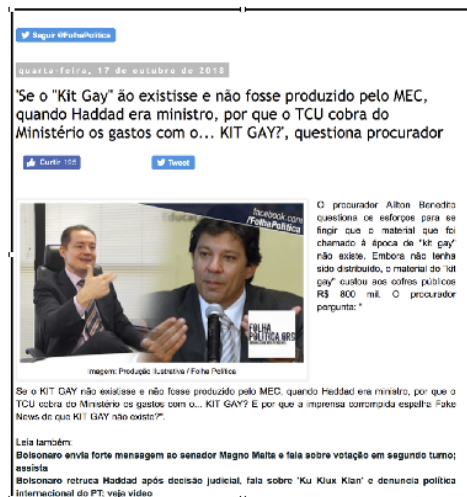 Seguir @FolhaPolitica
quarta-feira, 17 de outubro de 2018
'Se o "Kit Gay" ão existisse e não fosse produzido pelo MEC,
quando Haddad era ministro, por que o TCU cobra do
Ministério os gastos com o... KIT GAY?', questiona procurador
Curtir 195
Tweet
facebook.com
/FolhaPolitica
FOLHA
POLITICA.ORG
Imagem: Produção Ilustrativa / Folha Política
O procurador Ailton Benedito
questiona os esforços para se
fingir que o material que foi
chamado à época de "kit gay"
não existe. Embora não tenha
sido distribuído, o material do "kit
gay" custou aos cofres públicos
R$ 800 mil. O procurador
pergunta: "
Se o KIT GAY não existisse e não fosse produzido pelo MEC, quando Haddad era ministro, por que o
TCU cobra do Ministério os gastos com o... KIT GAY? E por que a imprensa corrompida espalha Fake
News de que KIT GAY não existe?".
Leia também:
Bolsonaro envia forte mensagem ao senador Magno Malta e fala sobre votação em segundo turno;
assista
Bolsonaro retruca Haddad após decisão judicial, fala sobre 'Ku Klux Klan' e denuncia política
internacional do PT; veja vídeo